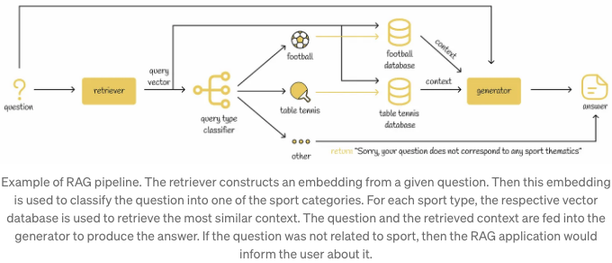 football
football
database
context
query
vector
question
retriever
query type
classifier
table tennis
context
table tennis
database
generator
answer
other
return "Sorry, your question does not correspond to any sport thematics"
Example of RAG pipeline. The retriever constructs an embedding from a given question. Then this embedding
is used to classify the question into one of the sport categories. For each sport type, the respective vector
database is used to retrieve the most similar context. The question and the retrieved context are fed into the
generator to produce the answer. If the question was not related to sport, then the RAG application would
inform the user about it.